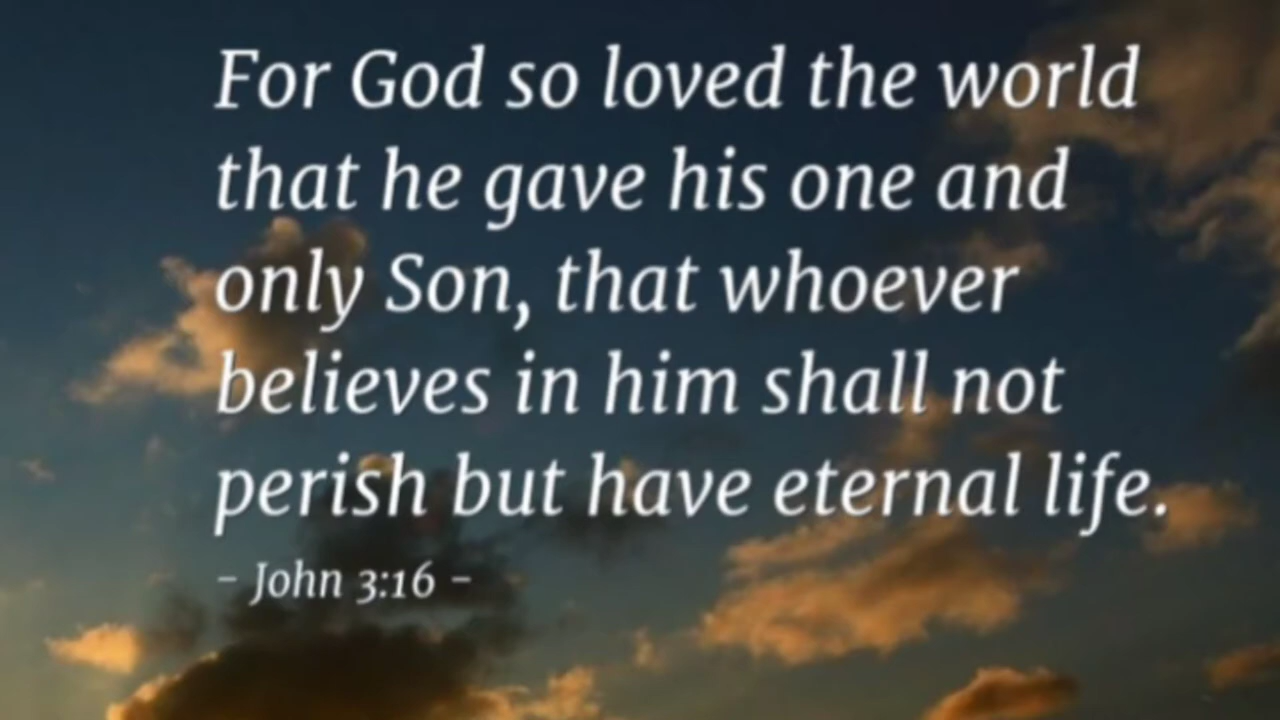 For God so loved the world
that he gave his one and
only Son, that whoever
believes in him shall not
perish but have eternal life.
- John 3:16 -